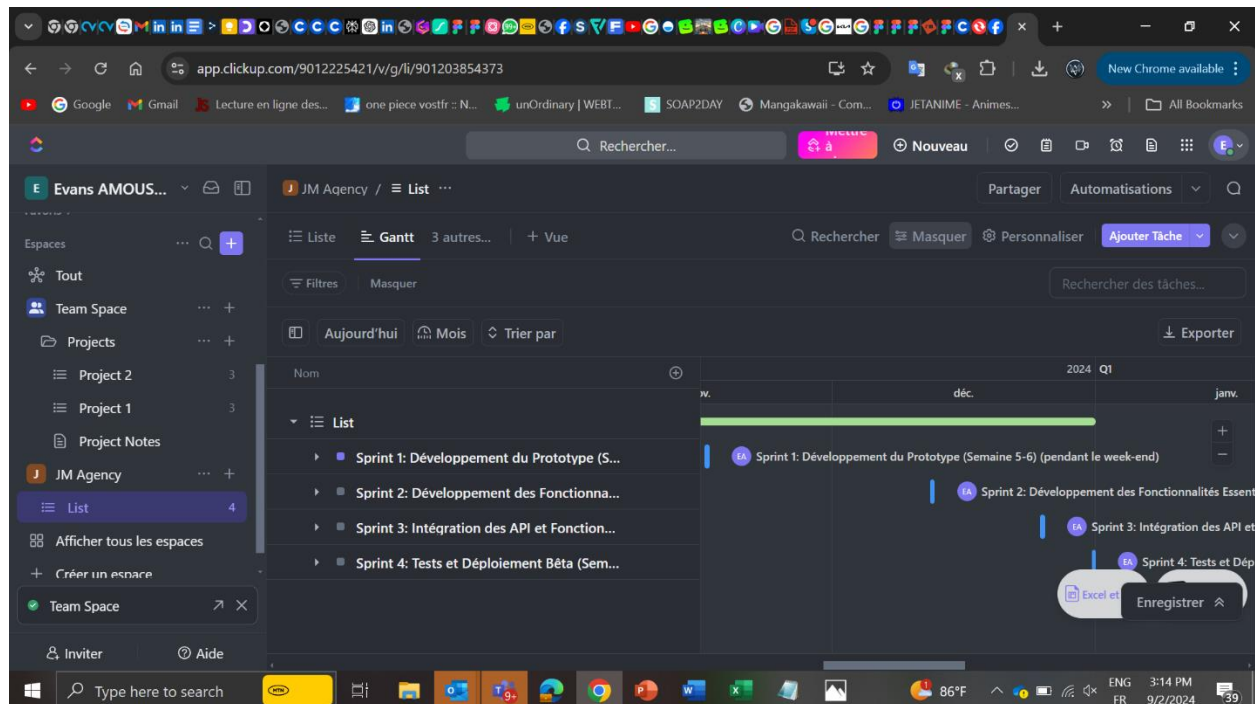 app.clickup.com/9012225421/v/g/li/901203854373
New Chrome available
Google
Gmail
Lecture en ligne des...
one piece vostfr :: N...
unOrdinary | WEBT...
SOAP2DAY
Mangakawaii - Com...
JETANIME - Animes...
All Bookmarks
Rechercher...
Nouveau
E
E Evans AMOUS...
J JM Agency / List ...
Partager
Automatisations
Espaces
Liste
Gantt
3 autres...
+ Vue
Rechercher
Masquer
Personnaliser
Ajouter Tâche
Tout
Filtres
Masquer
Rechercher des tâches...
Team Space
Projects
Aujourd'hui
Mois
Trier par
Exporter
Project 2 3
Nom
2024 Q1
déc.
janv.
Project 1 3
List
Project Notes
Sprint 1: Développement du Prototype (S...
EA Sprint 1: Développement du Prototype (Semaine 5-6) (pendant le week-end)
J JM Agency
Sprint 2: Développement des Fonctionna...
EA Sprint 2: Développement des Fonctionnalités Essent
List 4
Sprint 3: Intégration des API et Fonction...
EA Sprint 3: Intégration des API et
Afficher tous les espaces
Sprint 4: Tests et Déploiement Bêta (Sem...
EA Sprint 4: Tests et Dép
+ Créer un espace
Excel et
Enregistrer
Team Space
Inviter
Aide
Type here to search
86°F
ENG
FR
3:14 PM
9/2/2024
39